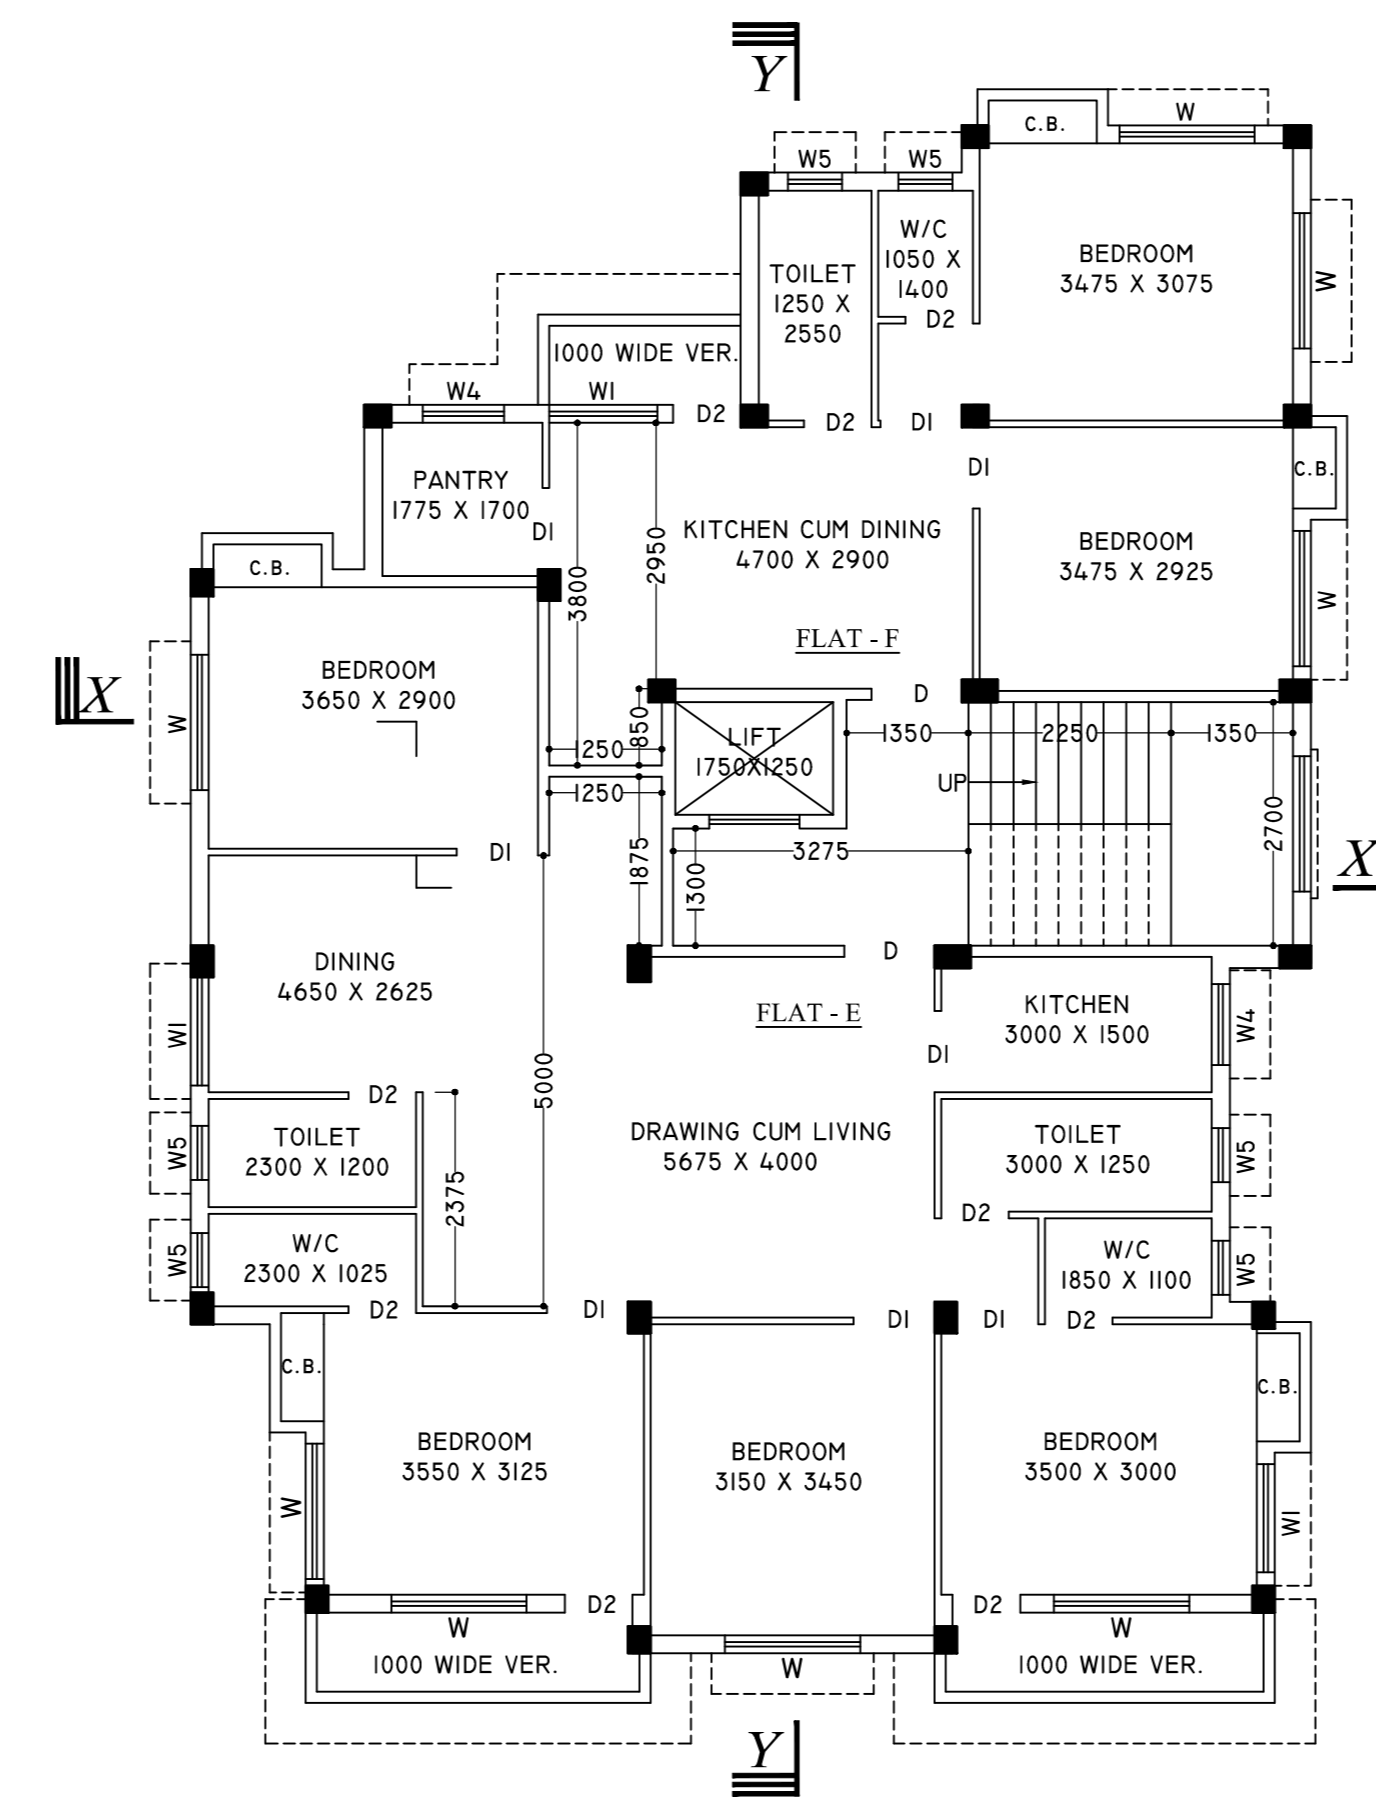 Y
C.B.
W
W5
W5
W/C
1050 X
1400
TOILET
1250 X
2550
BEDROOM
3475 X 3075
W
D2
1000 WIDE VER.
W4
W1
D2
D2
D1
D1
C.B.
PANTRY
1775 X 1700
D1
KITCHEN CUM DINING
4700 X 2900
BEDROOM
3475 X 2925
2950
3800
C.B.
W
FLAT - F
BEDROOM
3650 X 2900
X
W
D
850
LIFT
1750X1250
1250
1350
2250
1350
UP
1250
2700
D1
3275
1875
1300
X
DINING
4650 X 2625
D
FLAT - E
KITCHEN
3000 X 1500
W4
W1
D1
5000
D2
DRAWING CUM LIVING
5675 X 4000
TOILET
2300 X 1200
W5
TOILET
3000 X 1250
W5
2375
D2
W/C
2300 X 1025
W5
W/C
1850 X 1100
W5
D2
D1
D1
D1
D2
C.B.
C.B.
BEDROOM
3550 X 3125
BEDROOM
3150 X 3450
BEDROOM
3500 X 3000
W
W1
D2
D2
W
W
1000 WIDE VER.
W
1000 WIDE VER.
Y